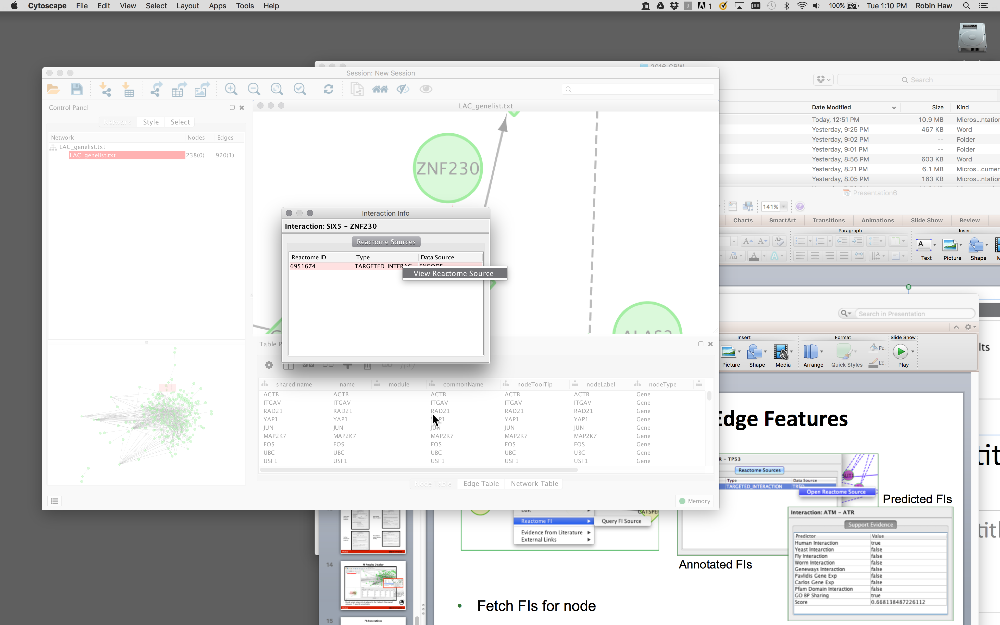 Cytoscape File Edit View Select Layout Apps Tools Help
1 100% Tue 1:10 PM Robin Haw
2016 CBW
Session: New Session
Search
Control Panel
LAC_genelist.txt
Network Style Select
Network Nodes Edges
LAC_genelist.txt
LAC_genelist.txt 238(0) 920(1)
ZNF230
Date Modified Size Kind
Today, 12:51 PM 10.9 MB Micros...ntation
Yesterday, 9:25 PM 467 KB Word
Yesterday, 9:02 PM -- Folder
Yesterday, 9:01 PM -- Folder
Yesterday, 8:56 PM 603 KB Word
Yesterday, 8:21 PM 6.1 MB Micros...cumen
Yesterday, 8:05 PM 163 KB Micros...ntation
Presentation6
141%
Charts SmartArt Transitions Animations Slide Show Review
Paragraph Insert
Text Picture Shape
Interaction Info
Interaction: SIX5 – ZNF230
Reactome Sources
Reactome ID Type Data Source
6951674 TARGETED_INTERAC... ENCODE
View Reactome Source
ALAS2
Search in Presentation
Insert Format Slide Show
Picture Shape Media Arrange Quick Styles F... L... Play
lts
Table P
f(x)
shared name name module commonName nodeToolTip nodeLabel nodeType
ACTB ACTB ACTB ACTB ACTB Gene
ITGAV ITGAV ITGAV ITGAV ITGAV Gene
RAD21 RAD21 RAD21 RAD21 RAD21 Gene
YAP1 YAP1 YAP1 YAP1 YAP1 Gene
JUN JUN JUN JUN JUN Gene
MAP2K7 MAP2K7 MAP2K7 MAP2K7 MAP2K7 Gene
FOS FOS FOS FOS FOS Gene
UBC UBC UBC UBC UBC Gene
USF1 USF1 USF1 USF1 USF1 Gene
Node Table Edge Table Network Table
Memory
Edge Features
R – TP53
Reactome Sources
Type Data Source
TARGETED_INTERACTION TRED
Open Reactome Source
SLIT1
Predicted FIs
tit
Edit
CATSPE
Reactome FI Query FI Source
Evidence from Literature
External Links
Interaction: ATM – ATR
Support Evidence
Predictor Value
Human Interaction true
Yeast Intearction false
Fly Interaction false
Worm Interaction false
Geneways Interaction false
Pavlidis Gene Exp false
Carlos Gene Exp false
Pfam Domain Interaction false
GO BP Sharing true
Score 0.668138487226112
titl
Annotated FIs
14
FI Results Display
• Fetch FIs for node
15
FI Annotations